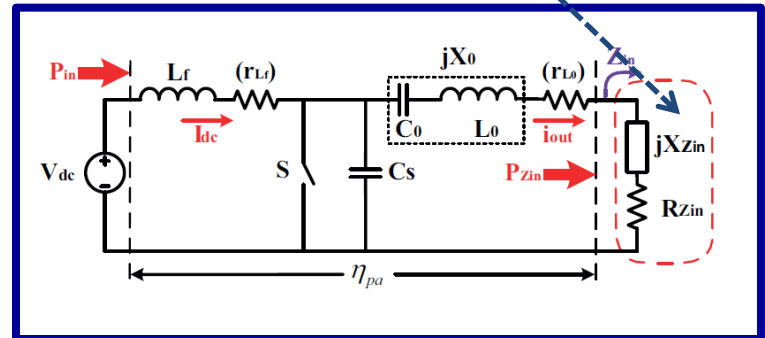 jX0
Pin Lf (rLf) (rL0) Zin
C0 L0
Idc iout
Vdc S Cs PZin jXZin
RZin
ηpa